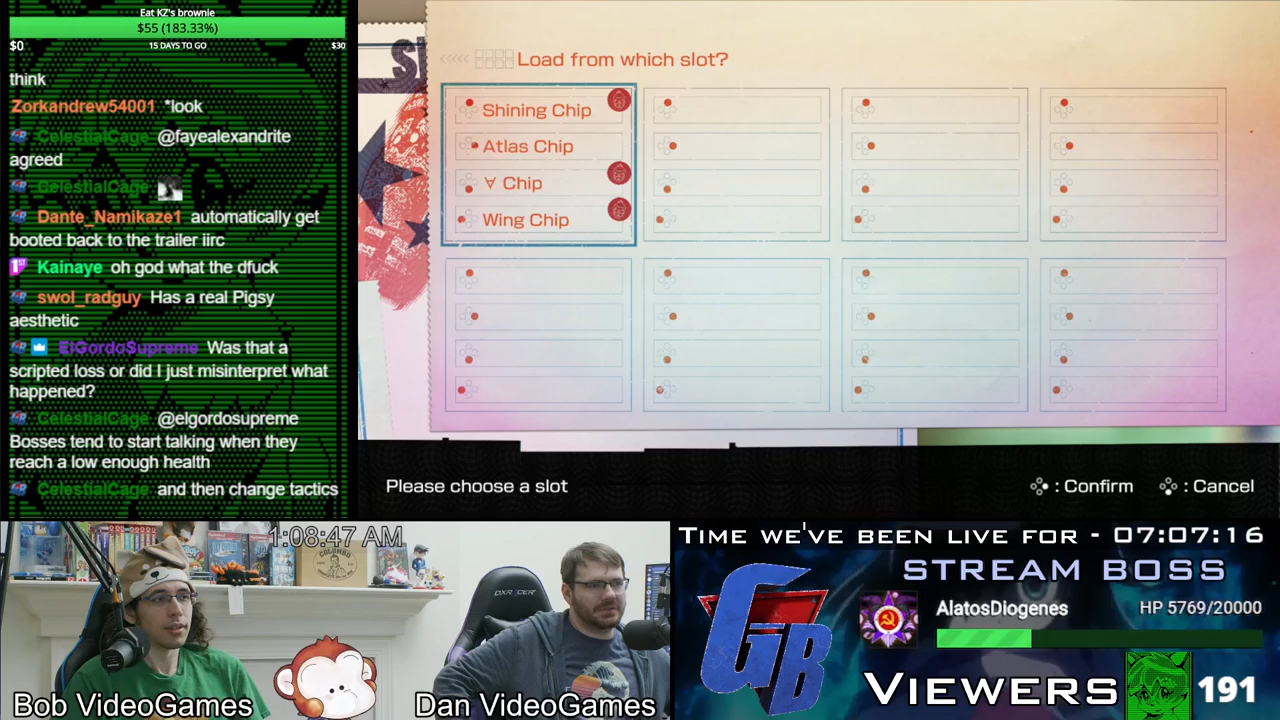 Eat KZ's brownie
$55 (183.33%)
$0
15 DAYS TO GO
$30
think
Zorkandrew54001 *look
CelestialCage @fayealexandrite
agreed
CelestialCage
Dante_Namikaze1 automatically get
booted back to the trailer iirc
1ST Kainaye oh god what the dfuck
swol_radguy Has a real Pigsy
aesthetic
ElGordoSupreme Was that a
scripted loss or did I just misinterpret what
happened?
CelestialCage @elgordosupreme
Bosses tend to start talking when they
reach a low enough health
CelestialCage and then change tactics
Load from which slot?
Shining Chip
Atlas Chip
∀ Chip
Wing Chip
Please choose a slot
: Confirm
: Cancel
1:08:47 AM
COLUMBO
DXRACER
Bob VideoGames
Dan VideoGames
TIME WE'VE BEEN LIVE FOR - 07:07:16
STREAM BOSS
AlatosDiogenes
HP 5769/20000
GVB
VIEWERS
191